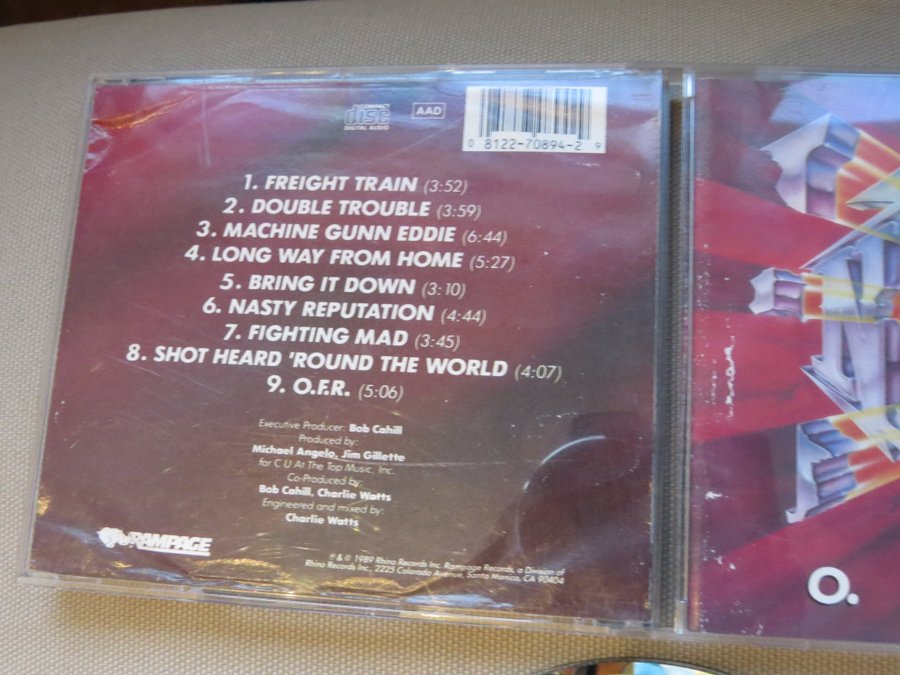 COMPACT
disc
DIGITAL AUDIO
AAD
0 8122-70894-2 9
1. FREIGHT TRAIN (3:52)
2. DOUBLE TROUBLE (3:59)
3. MACHINE GUNN EDDIE (6:44)
4. LONG WAY FROM HOME (5:27)
5. BRING IT DOWN (3:10)
6. NASTY REPUTATION (4:44)
7. FIGHTING MAD (3:45)
8. SHOT HEARD 'ROUND THE WORLD (4:07)
9. O.F.R. (5:06)
Executive Producer: Bob Cahill
Produced by:
Michael Angelo, Jim Gillette
for C U At The Top Music, Inc.
Co-Produced by:
Bob Cahill, Charlie Watts
Engineered and mixed by:
Charlie Watts
RAMPAGE
℗ & © 1989 Rhino Records Inc. Rampage Records, a Division of
Rhino Records Inc., 2225 Colorado Avenue, Santa Monica, CA 90404
O.